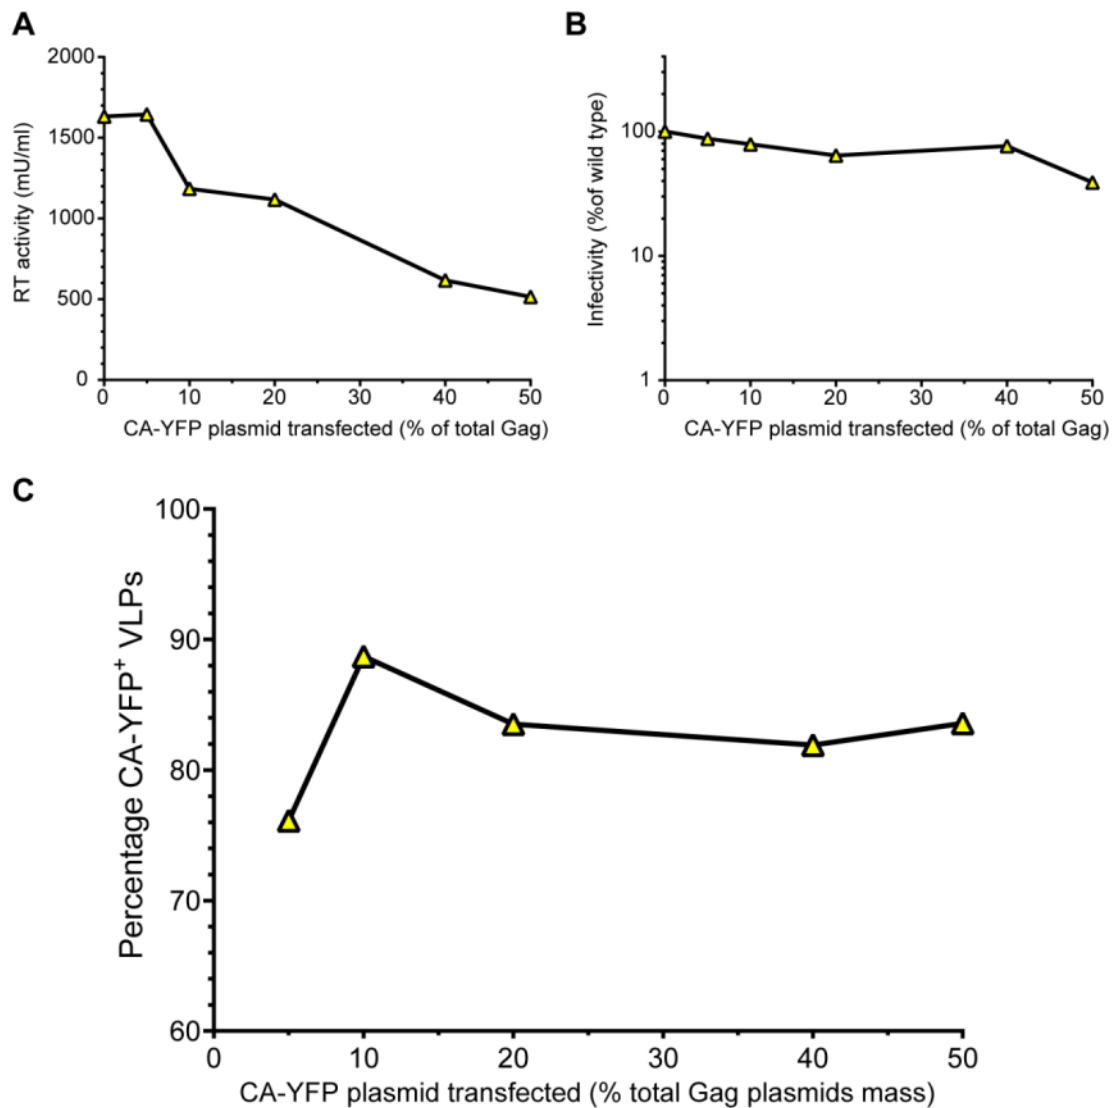 A
RT activity (mU/ml)
2000
1500
1000
500
0
0 10 20 30 40 50
CA-YFP plasmid transfected (% of total Gag)
B
Infectivity (%of wild type)
100
10
1
0 10 20 30 40 50
CA-YFP plasmid transfected (% of total Gag)
C
Percentage CA-YFP+ VLPs
100
90
80
70
60
0 10 20 30 40 50
CA-YFP plasmid transfected (% total Gag plasmids mass)